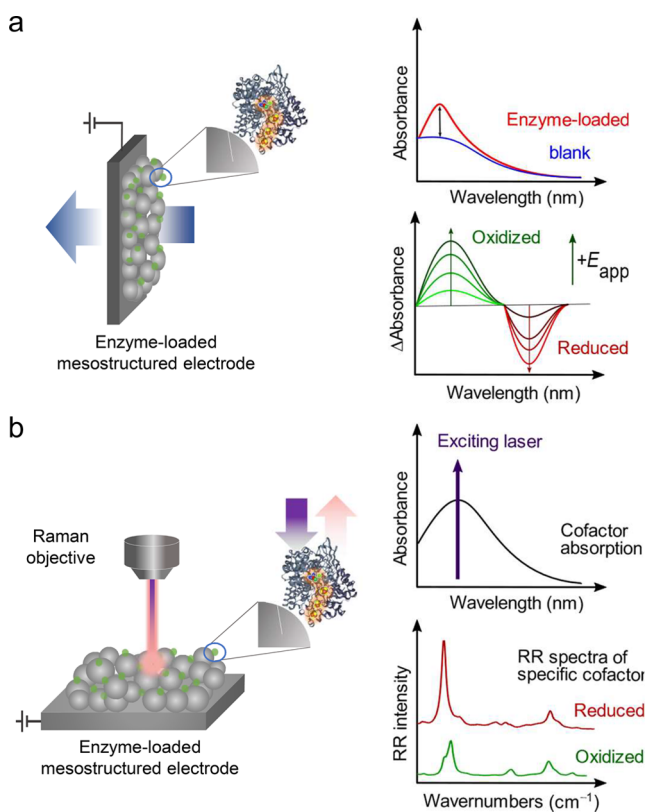 a
Enzyme-loaded
mesostructured electrode
Absorbance
Enzyme-loaded
blank
Wavelength (nm)
ΔAbsorbance
Oxidized
+Eapp
Reduced
Wavelength (nm)
b
Raman
objective
Enzyme-loaded
mesostructured electrode
Absorbance
Exciting laser
Cofactor
absorption
Wavelength (nm)
RR intensity
RR spectra of
specific cofactor
Reduced
Oxidized
Wavernumbers (cm⁻¹)